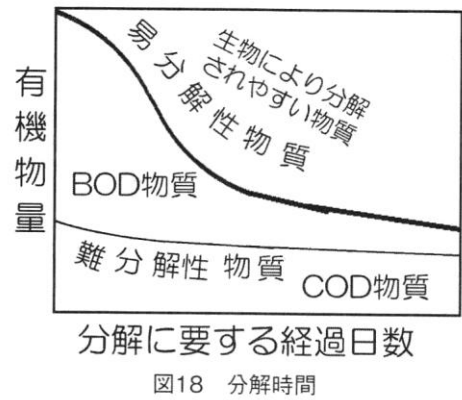 生物により分解
されやすい物質
易分解性物質
有機物量
BOD物質
難分解性物質
COD物質
分解に要する経過日数
図18 分解時間